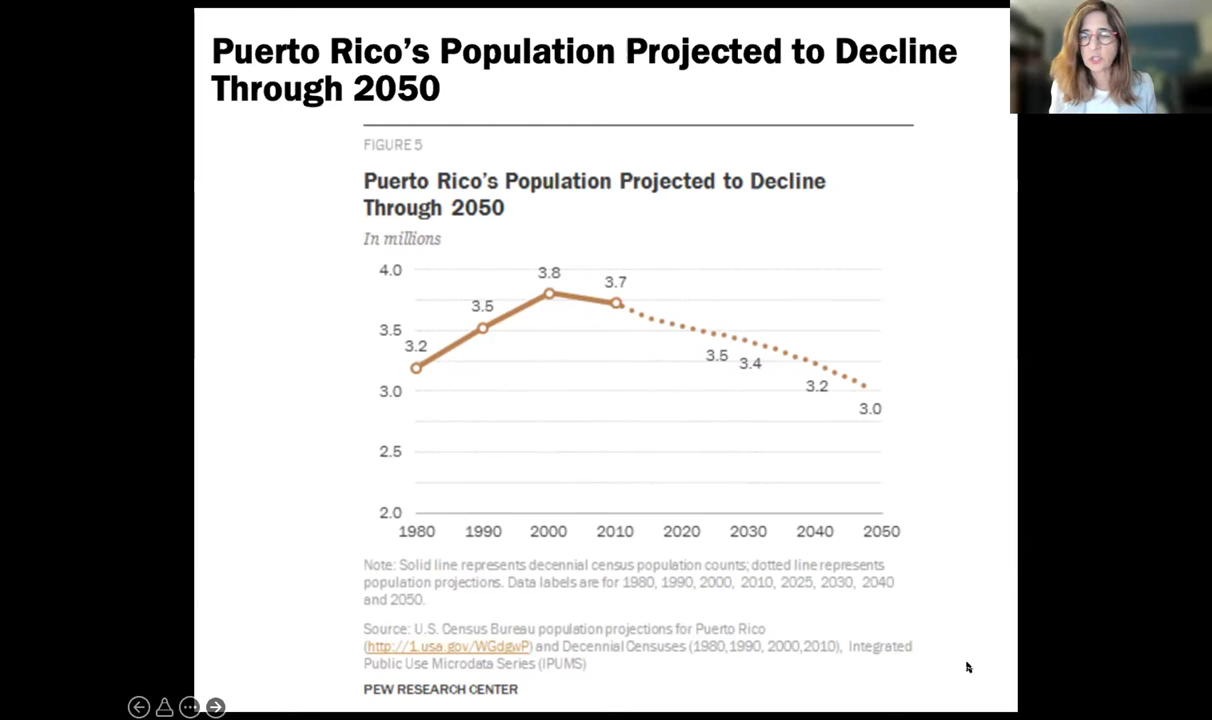 Puerto Rico's Population Projected to Decline
Through 2050
FIGURE 5
Puerto Rico's Population Projected to Decline
Through 2050
In millions
4.0
3.5
3.0
2.5
2.0
3.2
3.5
3.8
3.7
3.5
3.4
3.2
3.0
1980 1990 2000 2010 2020 2030 2040 2050
Note: Solid line represents decennial census population counts; dotted line represents
population projections. Data labels are for 1980, 1990, 2000, 2010, 2025, 2030, 2040
and 2050.
Source: U.S. Census Bureau population projections for Puerto Rico
(http://1.usa.gov/WGdgwP) and Decennial Censuses (1980,1990, 2000,2010), Integrated
Public Use Microdata Series (IPUMS)
PEW RESEARCH CENTER